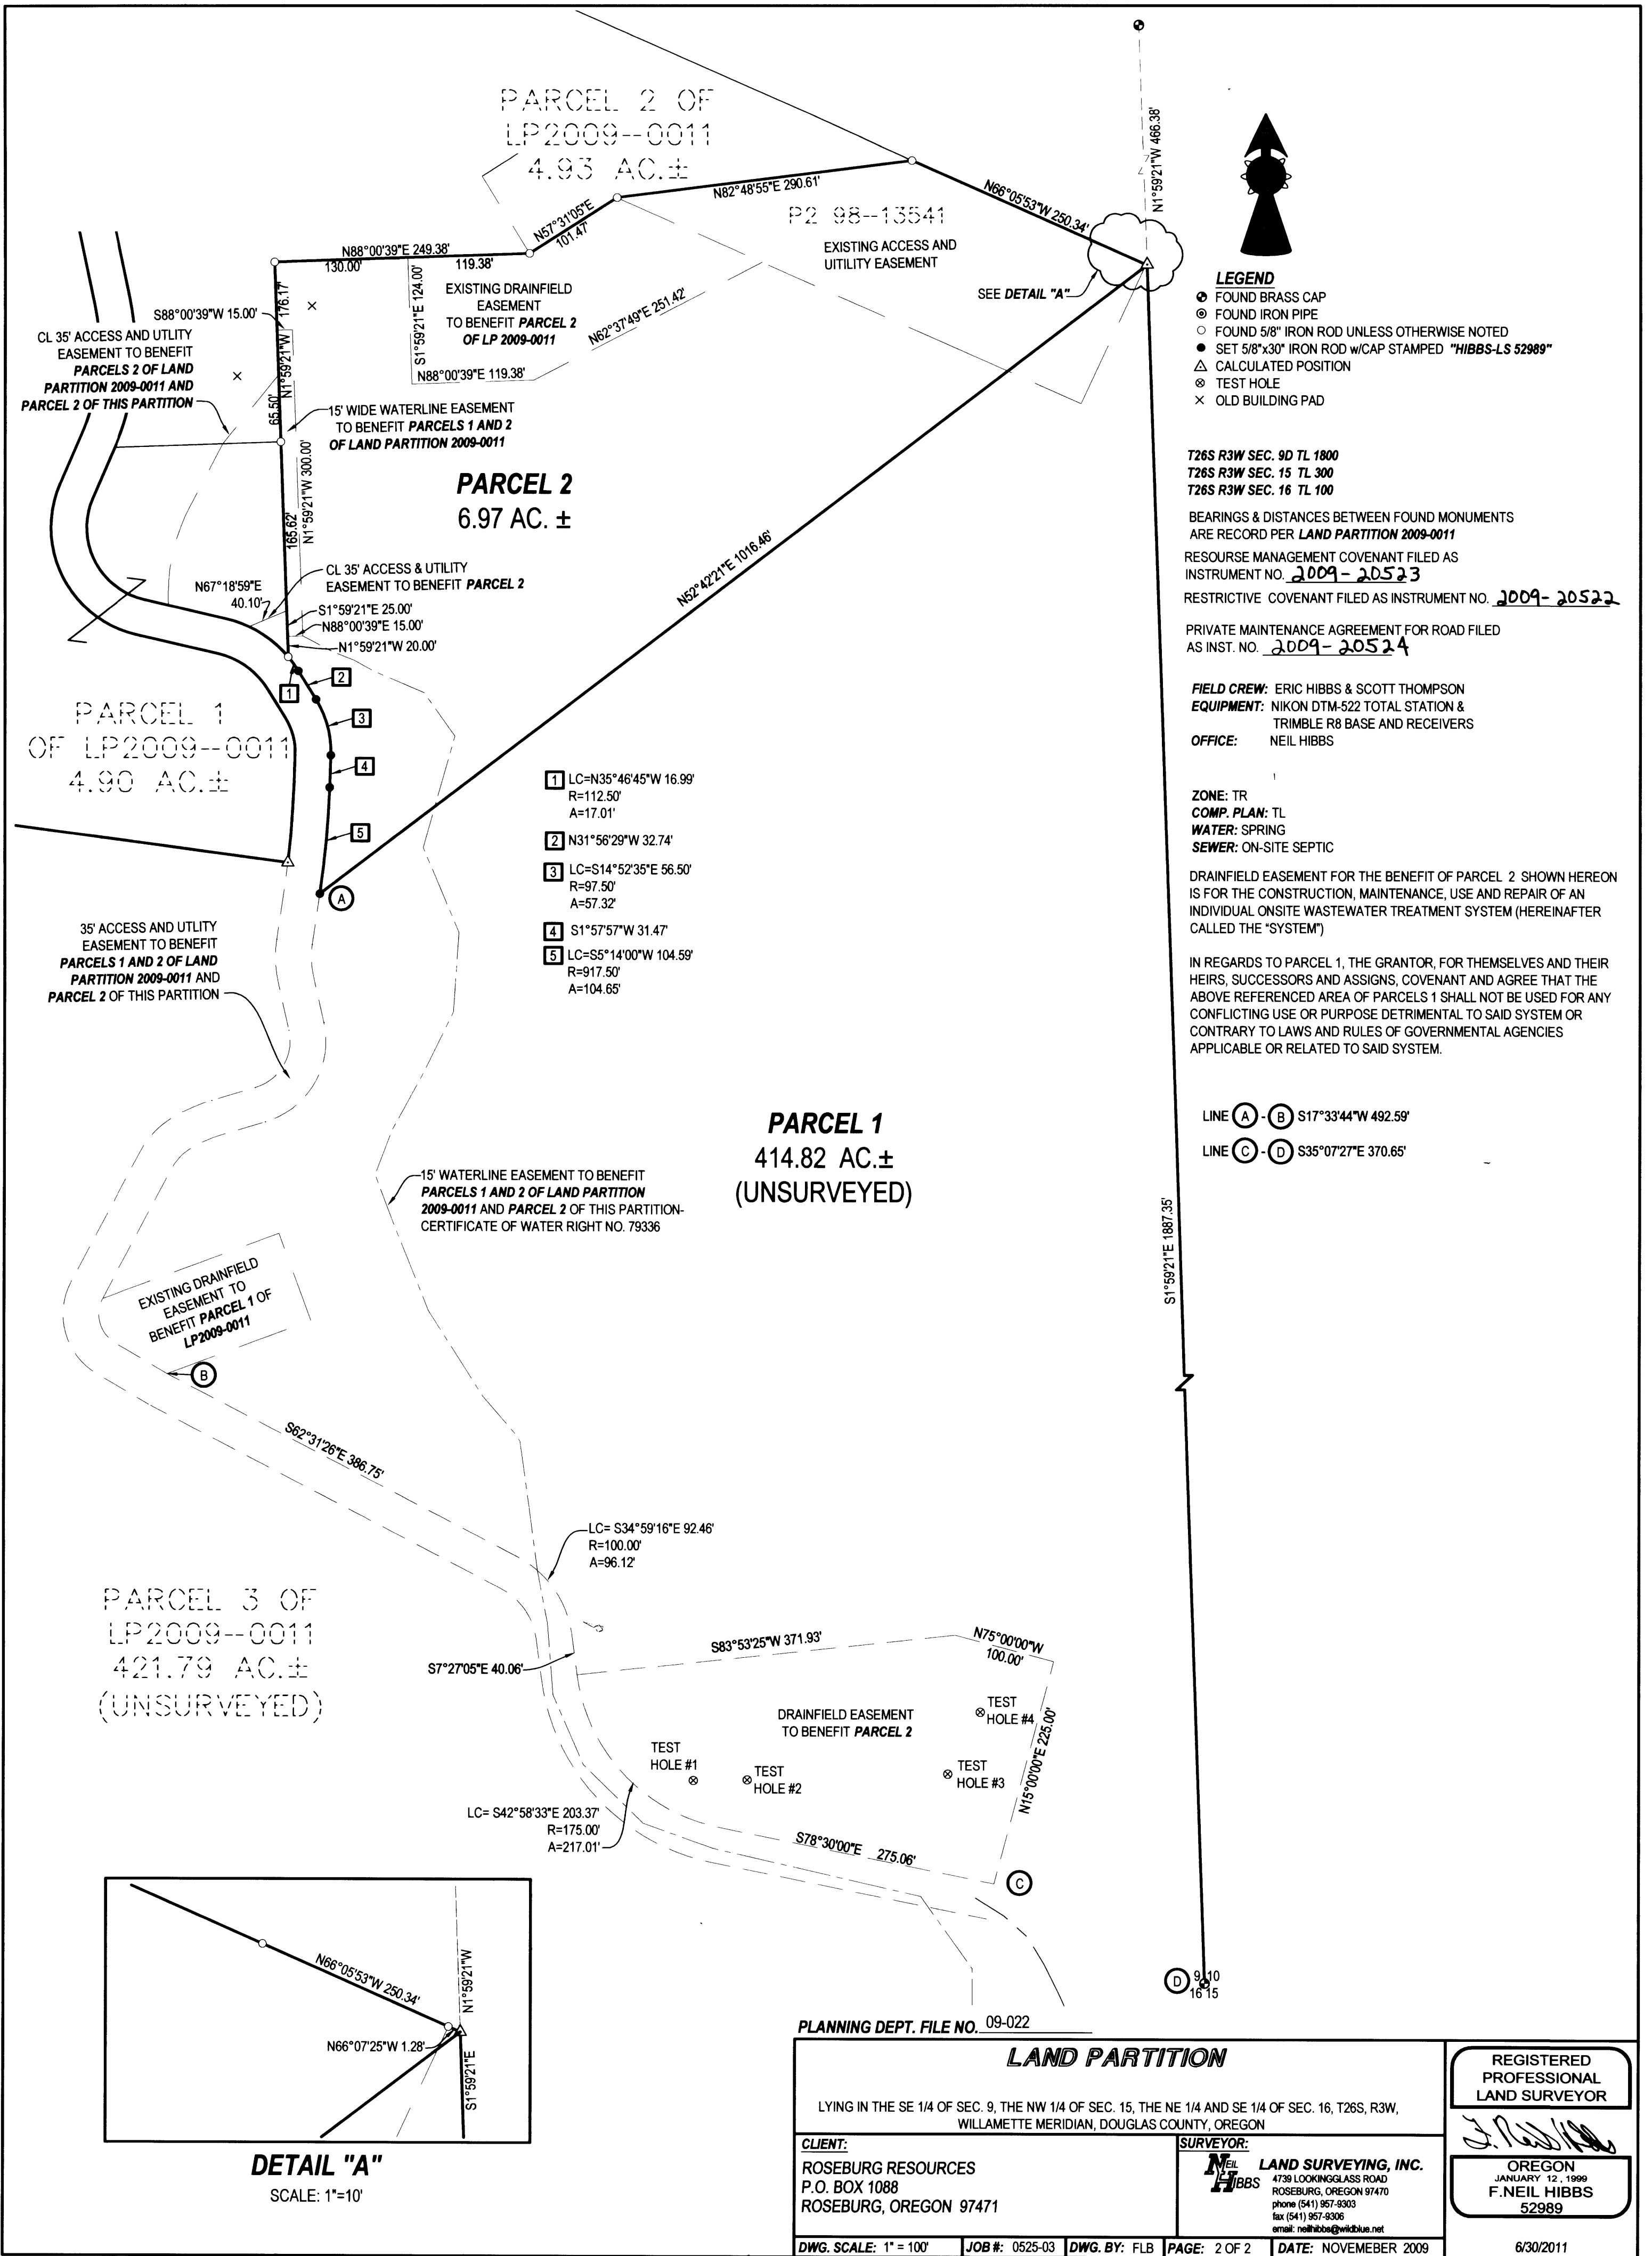 PARCEL 2 OF
LP2009--0011
4.93 AC.±
N1°59'21"W 466.38'
N66°05'53"W 250.34'
N82°48'55"E 290.61'
P2 98--13541
EXISTING ACCESS AND
UITILITY EASEMENT
SEE DETAIL "A"
N57°31'05"E
101.47'
N88°00'39"E 249.38'
130.00'
119.38'
EXISTING DRAINFIELD
EASEMENT
TO BENEFIT PARCEL 2
OF LP 2009-0011
S1°59'21"E 124.00'
N88°00'39"E 119.38'
N62°37'49"E 251.42'
S88°00'39"W 15.00'
176.17'
N1°59'21"W
65.50'
CL 35' ACCESS AND UTLITY
EASEMENT TO BENEFIT
PARCELS 2 OF LAND
PARTITION 2009-0011 AND
PARCEL 2 OF THIS PARTITION
15' WIDE WATERLINE EASEMENT
TO BENEFIT PARCELS 1 AND 2
OF LAND PARTITION 2009-0011
N1°59'21"W 300.00'
165.62'
PARCEL 2
6.97 AC. ±
CL 35' ACCESS & UTILITY
EASEMENT TO BENEFIT PARCEL 2
N67°18'59"E
40.10'
S1°59'21"E 25.00'
N88°00'39"E 15.00'
N1°59'21"W 20.00'
N52°42'21"E 1016.46'
1
2
3
4
5
A
PARCEL 1
OF LP2009--0011
4.90 AC.±
1 LC=N35°46'45"W 16.99'
R=112.50'
A=17.01'
2 N31°56'29"W 32.74'
3 LC=S14°52'35"E 56.50'
R=97.50'
A=57.32'
4 S1°57'57"W 31.47'
5 LC=S5°14'00"W 104.59'
R=917.50'
A=104.65'
35' ACCESS AND UTLITY
EASEMENT TO BENEFIT
PARCELS 1 AND 2 OF LAND
PARTITION 2009-0011 AND
PARCEL 2 OF THIS PARTITION
PARCEL 1
414.82 AC.±
(UNSURVEYED)
15' WATERLINE EASEMENT TO BENEFIT
PARCELS 1 AND 2 OF LAND PARTITION
2009-0011 AND PARCEL 2 OF THIS PARTITION-
CERTIFICATE OF WATER RIGHT NO. 79336
S1°59'21"E 1887.35'
EXISTING DRAINFIELD
EASEMENT TO
BENEFIT PARCEL 1 OF
LP2009-0011
B
S62°31'26"E 386.75'
LC= S34°59'16"E 92.46'
R=100.00'
A=96.12'
PARCEL 3 OF
LP2009--0011
421.79 AC.±
(UNSURVEYED)
S7°27'05"E 40.06'
S83°53'25"W 371.93'
N75°00'00"W
100.00'
DRAINFIELD EASEMENT
TO BENEFIT PARCEL 2
TEST
HOLE #4
TEST
HOLE #1
TEST
HOLE #2
TEST
HOLE #3
N15°00'00"E 225.00'
LC= S42°58'33"E 203.37'
R=175.00'
A=217.01'
S78°30'00"E 275.06'
C
D
9 10
16 15
LEGEND
FOUND BRASS CAP
FOUND IRON PIPE
FOUND 5/8" IRON ROD UNLESS OTHERWISE NOTED
SET 5/8"x30" IRON ROD w/CAP STAMPED "HIBBS-LS 52989"
CALCULATED POSITION
TEST HOLE
OLD BUILDING PAD
T26S R3W SEC. 9D TL 1800
T26S R3W SEC. 15 TL 300
T26S R3W SEC. 16 TL 100
BEARINGS & DISTANCES BETWEEN FOUND MONUMENTS
ARE RECORD PER LAND PARTITION 2009-0011
RESOURSE MANAGEMENT COVENANT FILED AS
INSTRUMENT NO. 2009-20523
RESTRICTIVE COVENANT FILED AS INSTRUMENT NO. 2009-20522
PRIVATE MAINTENANCE AGREEMENT FOR ROAD FILED
AS INST. NO. 2009-20524
FIELD CREW: ERIC HIBBS & SCOTT THOMPSON
EQUIPMENT: NIKON DTM-522 TOTAL STATION &
TRIMBLE R8 BASE AND RECEIVERS
OFFICE: NEIL HIBBS
ZONE: TR
COMP. PLAN: TL
WATER: SPRING
SEWER: ON-SITE SEPTIC
DRAINFIELD EASEMENT FOR THE BENEFIT OF PARCEL 2 SHOWN HEREON
IS FOR THE CONSTRUCTION, MAINTENANCE, USE AND REPAIR OF AN
INDIVIDUAL ONSITE WASTEWATER TREATMENT SYSTEM (HEREINAFTER
CALLED THE "SYSTEM")
IN REGARDS TO PARCEL 1, THE GRANTOR, FOR THEMSELVES AND THEIR
HEIRS, SUCCESSORS AND ASSIGNS, COVENANT AND AGREE THAT THE
ABOVE REFERENCED AREA OF PARCELS 1 SHALL NOT BE USED FOR ANY
CONFLICTING USE OR PURPOSE DETRIMENTAL TO SAID SYSTEM OR
CONTRARY TO LAWS AND RULES OF GOVERNMENTAL AGENCIES
APPLICABLE OR RELATED TO SAID SYSTEM.
LINE A - B S17°33'44"W 492.59'
LINE C - D S35°07'27"E 370.65'
N66°05'53"W 250.34'
N1°59'21"W
N66°07'25"W 1.28'
S1°59'21"E
DETAIL "A"
SCALE: 1"=10'
PLANNING DEPT. FILE NO. 09-022
LAND PARTITION
LYING IN THE SE 1/4 OF SEC. 9, THE NW 1/4 OF SEC. 15, THE NE 1/4 AND SE 1/4 OF SEC. 16, T26S, R3W,
WILLAMETTE MERIDIAN, DOUGLAS COUNTY, OREGON
CLIENT:
ROSEBURG RESOURCES
P.O. BOX 1088
ROSEBURG, OREGON 97471
SURVEYOR:
NEIL HIBBS
LAND SURVEYING, INC.
4739 LOOKINGGLASS ROAD
ROSEBURG, OREGON 97470
phone (541) 957-9303
fax (541) 957-9306
email: neilhibbs@wildblue.net
DWG. SCALE: 1" = 100' JOB #: 0525-03 DWG. BY: FLB PAGE: 2 OF 2 DATE: NOVEMEBER 2009
REGISTERED
PROFESSIONAL
LAND SURVEYOR
OREGON
JANUARY 12, 1999
F.NEIL HIBBS
52989
6/30/2011